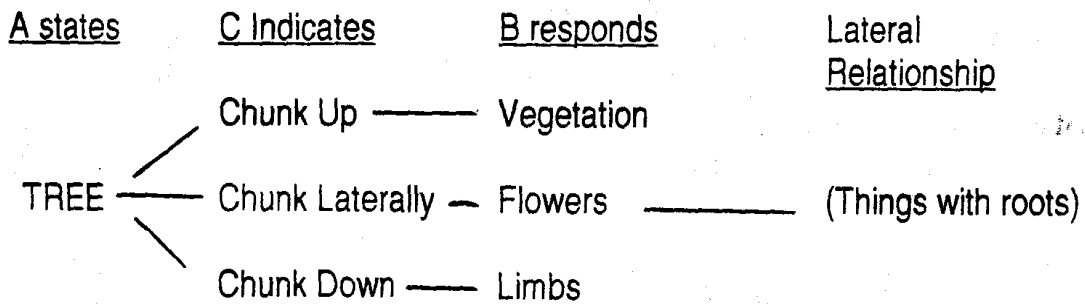 A states C Indicates B responds Lateral
Relationship
Chunk Up Vegetation
TREE Chunk Laterally Flowers (Things with roots)
Chunk Down Limbs